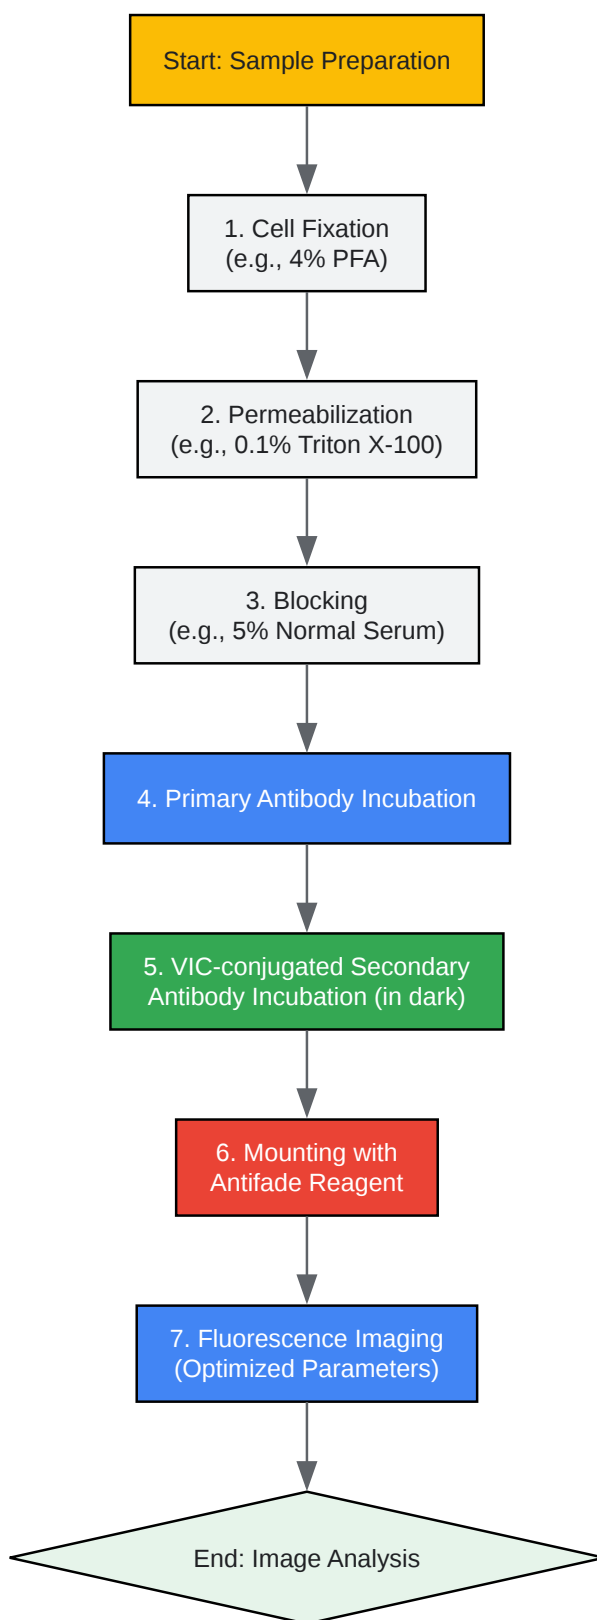 Start: Sample Preparation
1. Cell Fixation
(e.g., 4% PFA)
2. Permeabilization
(e.g., 0.1% Triton X-100)
3. Blocking
(e.g., 5% Normal Serum)
4. Primary Antibody Incubation
5. VIC-conjugated Secondary
Antibody Incubation (in dark)
6. Mounting with
Antifade Reagent
7. Fluorescence Imaging
(Optimized Parameters)
End: Image Analysis